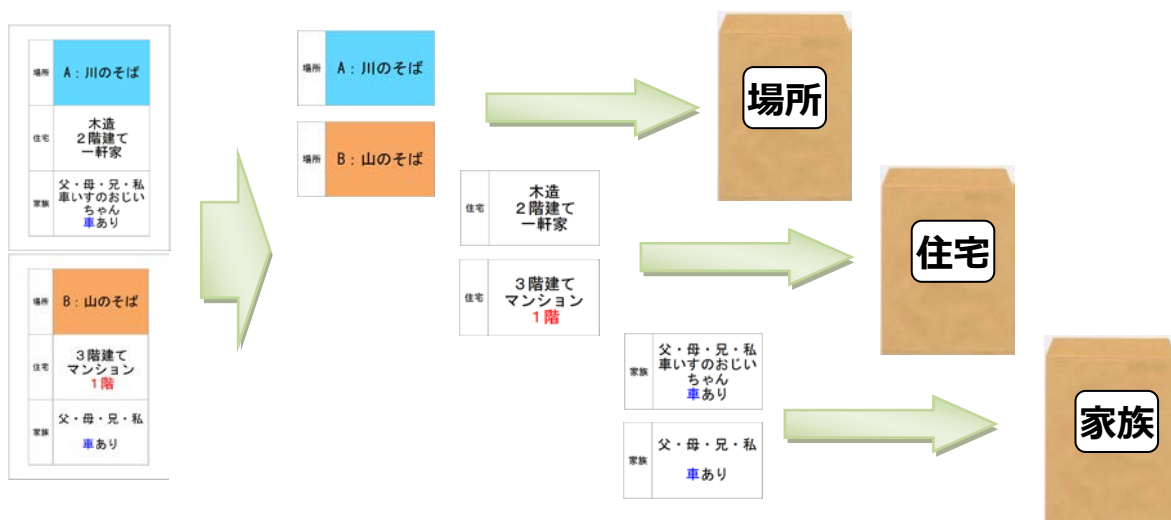 場所
A：川のそば
住宅
木造
２階建て
一軒家
家族
父・母・兄・私
車いすのおじい
ちゃん
車あり
場所
B：山のそば
住宅
３階建て
マンション
１階
家族
父・母・兄・私
車あり
場所
A：川のそば
場所
B：山のそば
住宅
木造
２階建て
一軒家
住宅
３階建て
マンション
１階
家族
父・母・兄・私
車いすのおじい
ちゃん
車あり
家族
父・母・兄・私
車あり
場所
住宅
家族